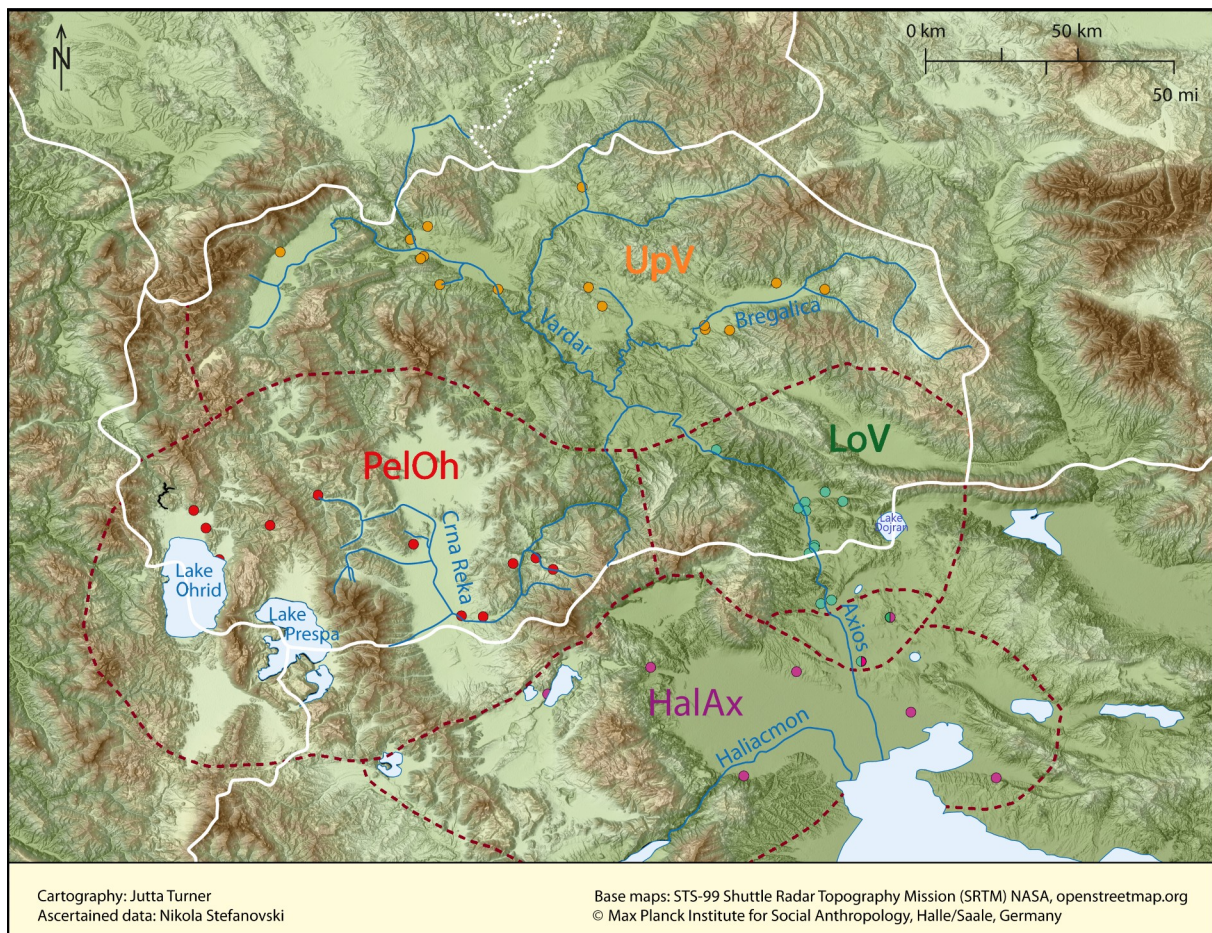 N
0 km 50 km
50 mi
UpV
Vardar
Bregalica
LoV
PelOh
Crna Reka
Lake
Dojran
Lake
Ohrid
Lake
Prespa
Axios
HalAx
Haliacmon
Cartography: Jutta Turner
Ascertained data: Nikola Stefanovski
Base maps: STS-99 Shuttle Radar Topography Mission (SRTM) NASA, openstreetmap.org
© Max Planck Institute for Social Anthropology, Halle/Saale, Germany